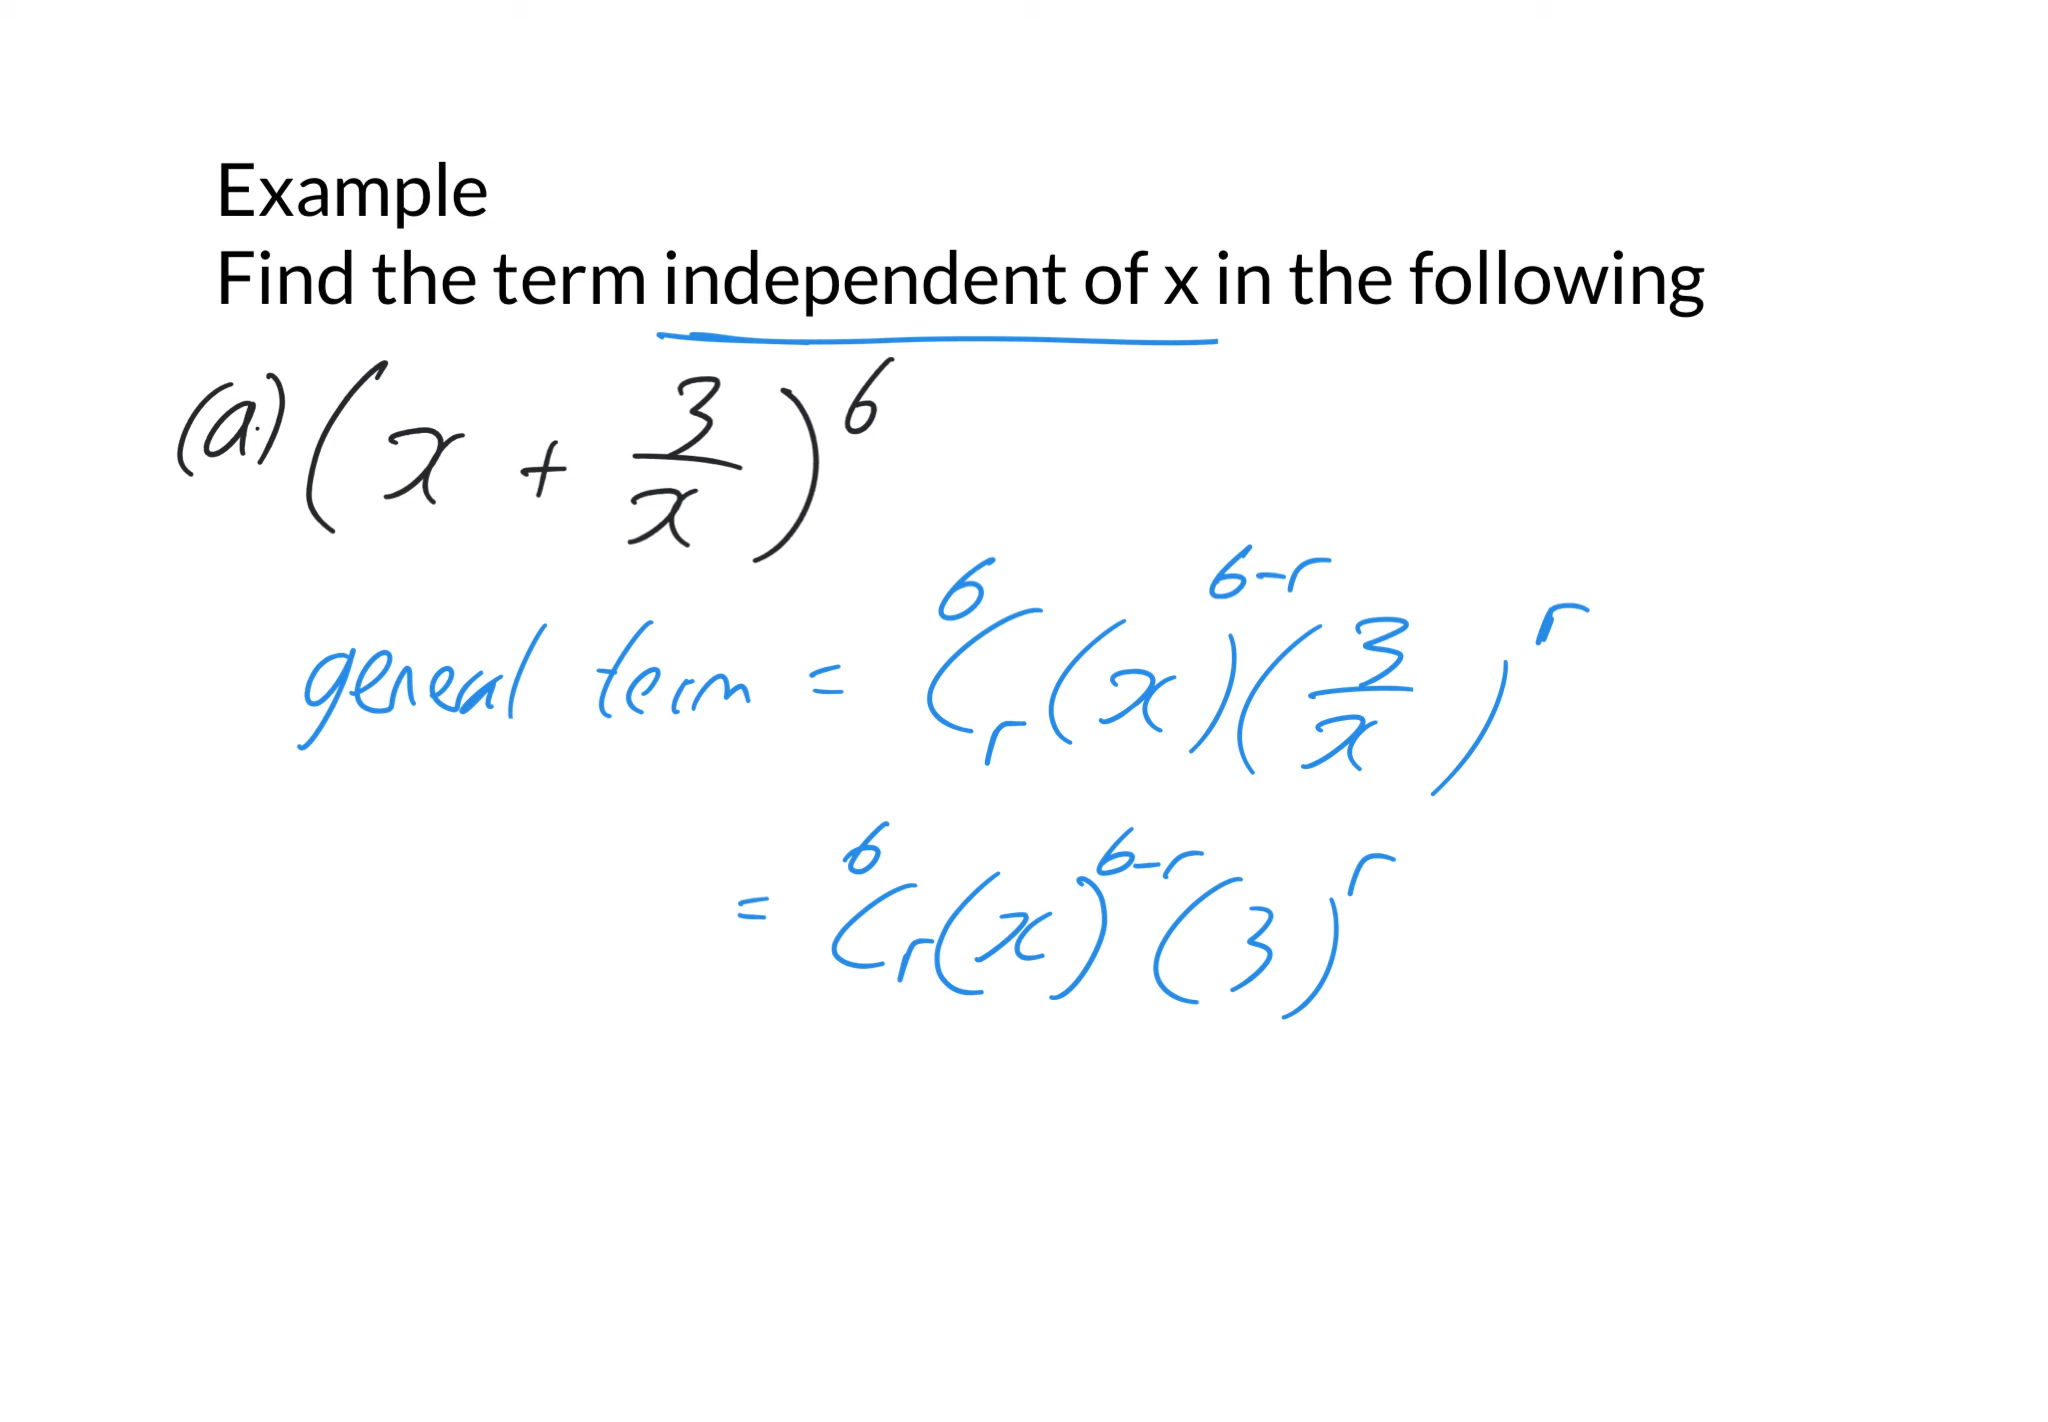 Example
Find the term independent of x in the following
(a) (x + 3/x)^6
general term = ⁶Cᵣ (x)^(6-r) (3/x)^r
= ⁶Cᵣ (x)^(6-r) (3)^r